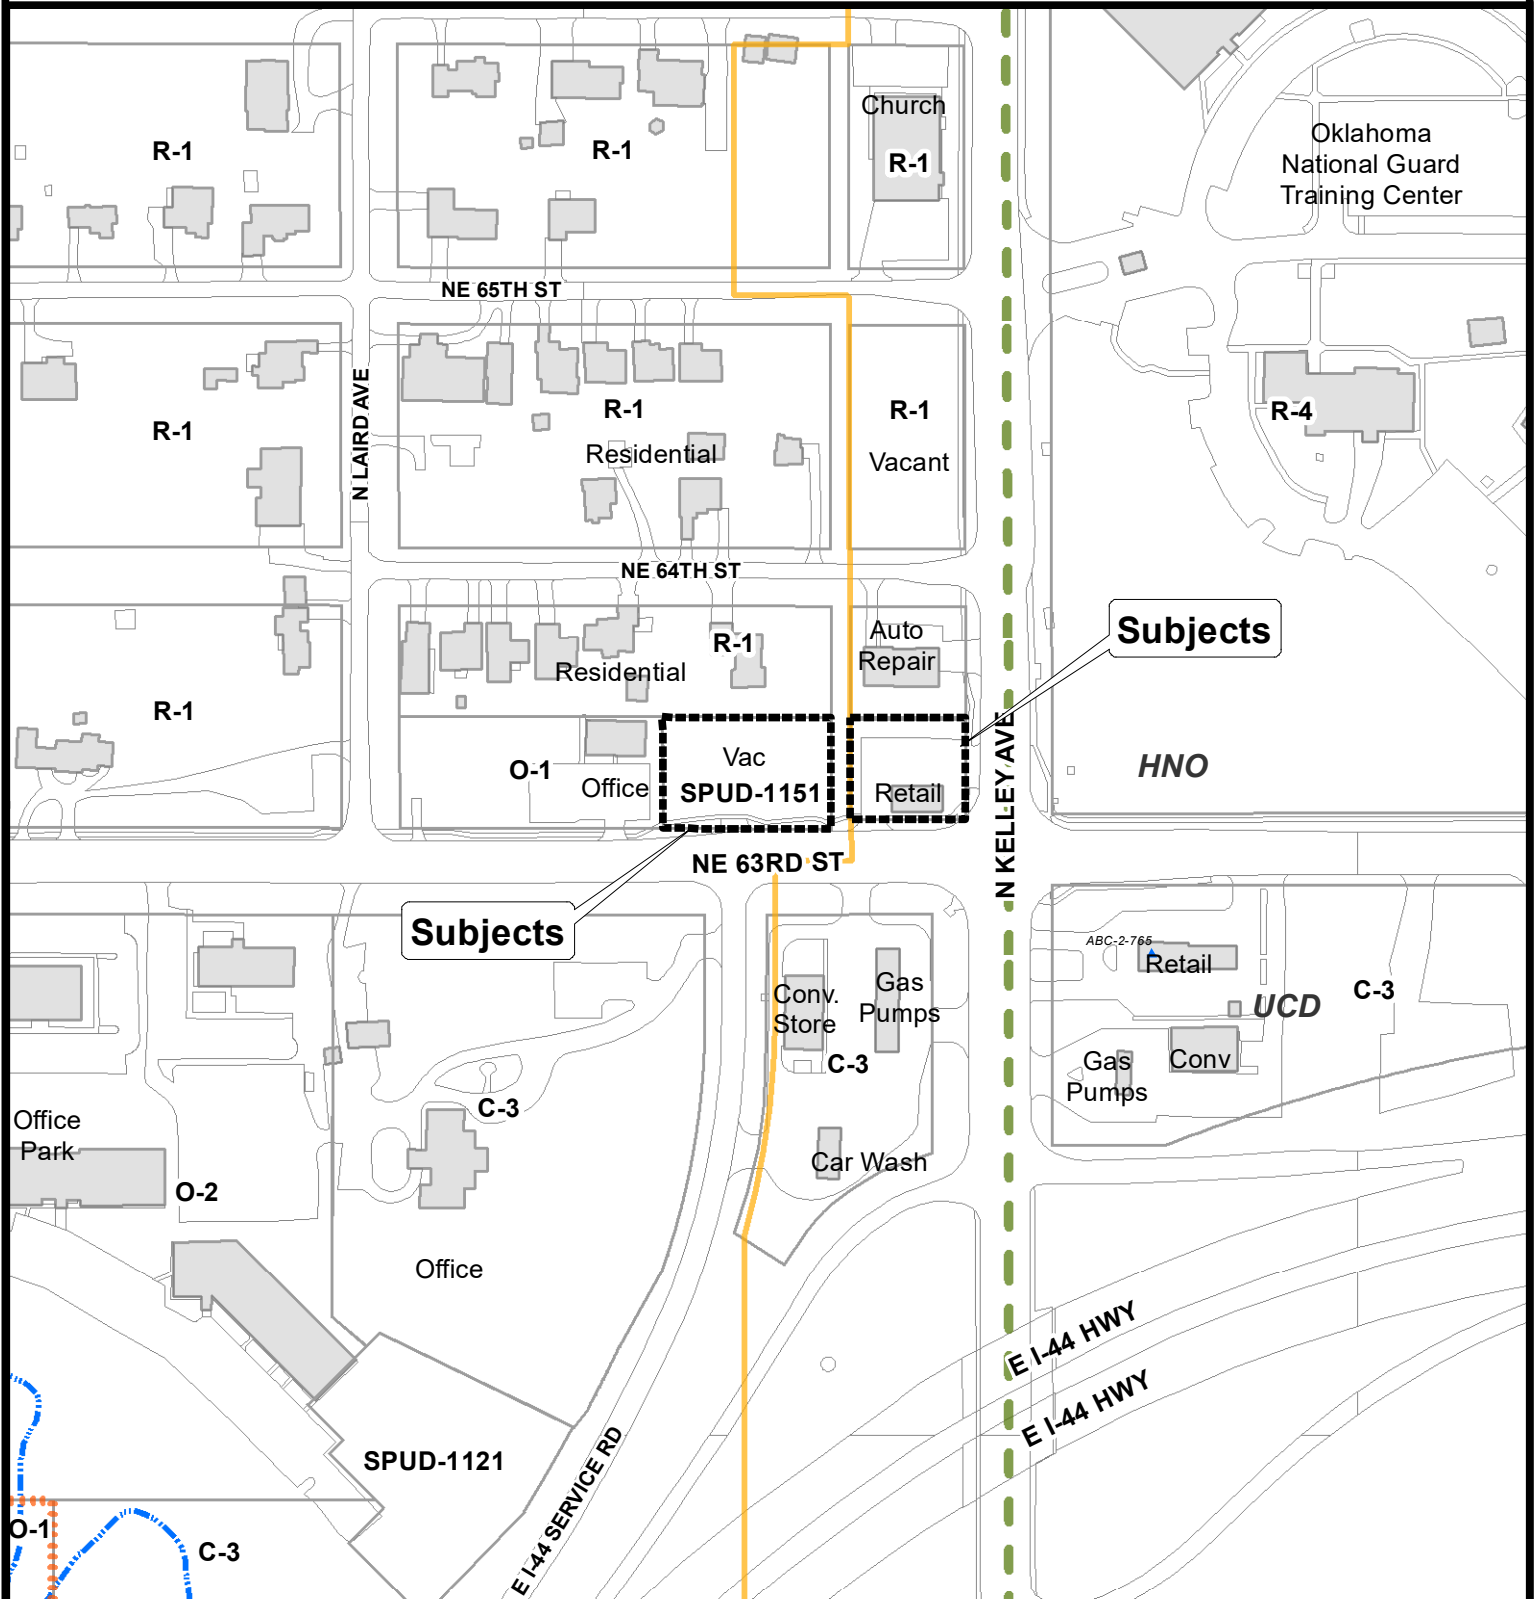 Church
R-1
Oklahoma
National Guard
Training Center
R-1
R-1
NE 65TH ST
N LAIRD AVE
R-1
R-1
Residential
R-1
Vacant
R-4
NE 64TH ST
R-1
R-1
Residential
Auto
Repair
Subjects
O-1
Office
Vac
SPUD-1151
Retail
N KELLEY AVE
HNO
NE 63RD ST
Subjects
ABC-2-765
Retail
UCD
C-3
Conv.
Store
Gas
Pumps
C-3
Gas
Pumps
Conv
Car Wash
Office
Park
O-2
C-3
Office
E I-44 HWY
E I-44 HWY
SPUD-1121
E I-44 SERVICE RD
O-1
C-3